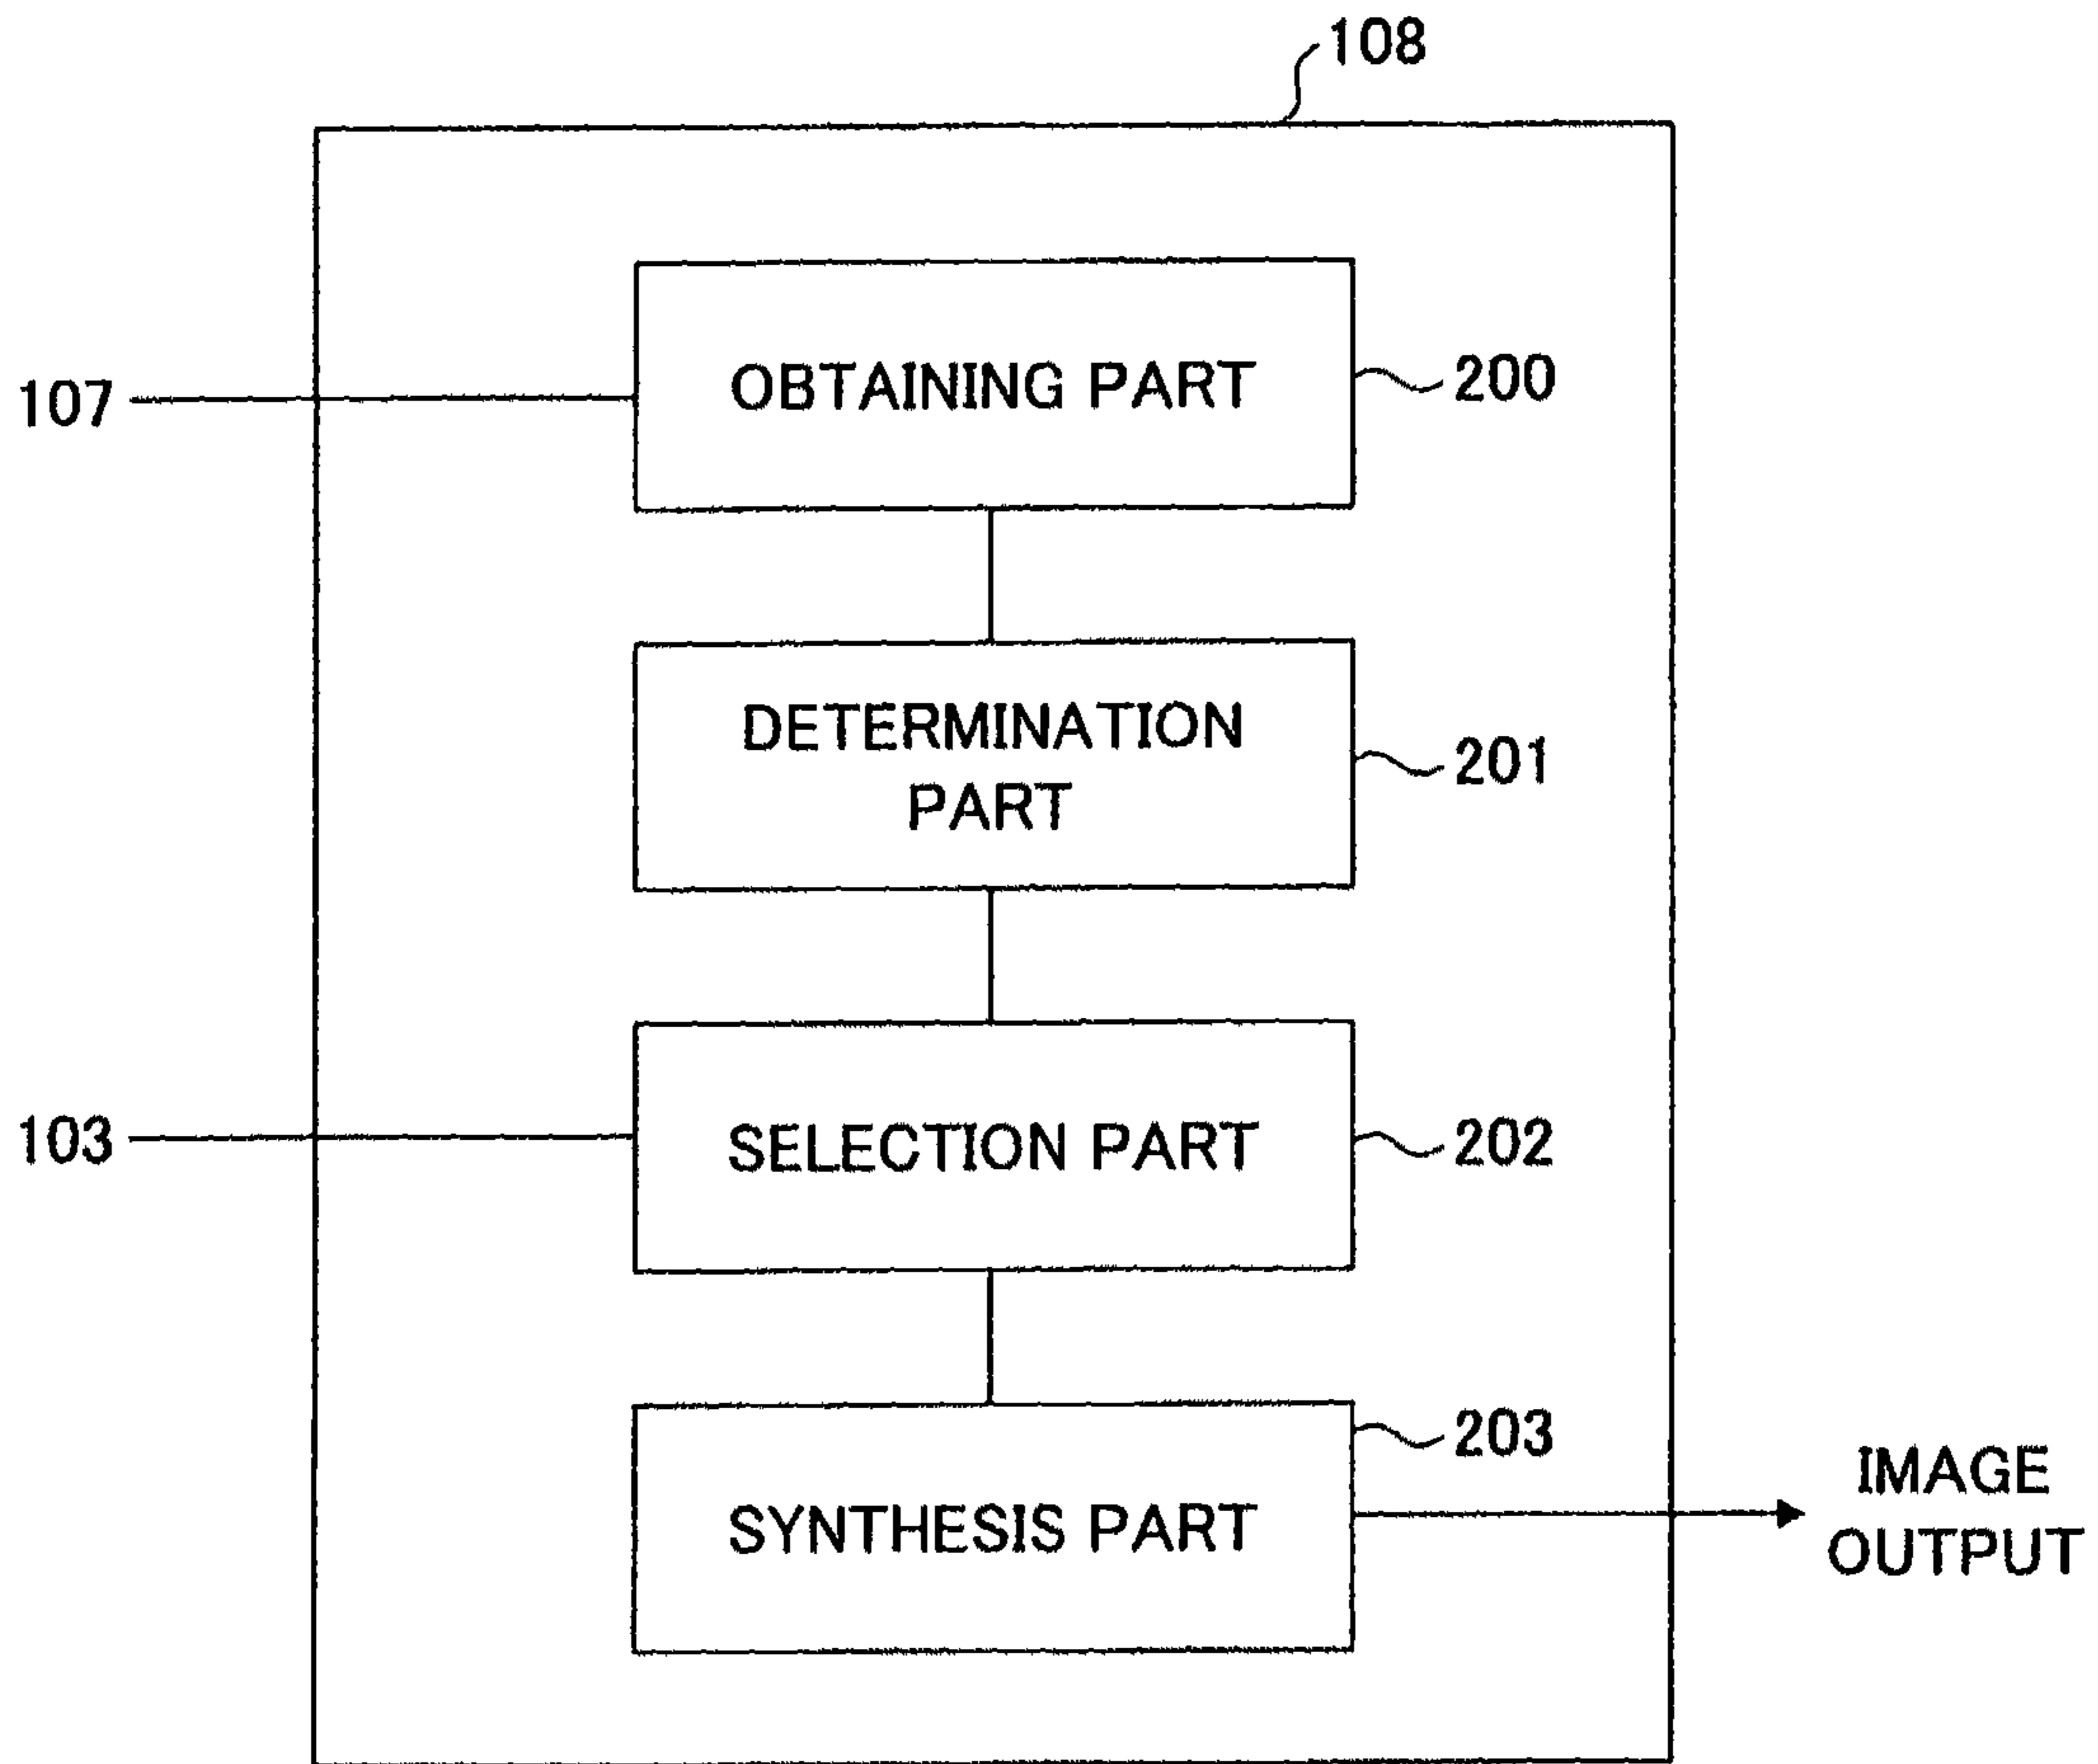 108
107
OBTAINING PART
200
DETERMINATION
PART
201
103
SELECTION PART
202
SYNTHESIS PART
203
IMAGE
OUTPUT